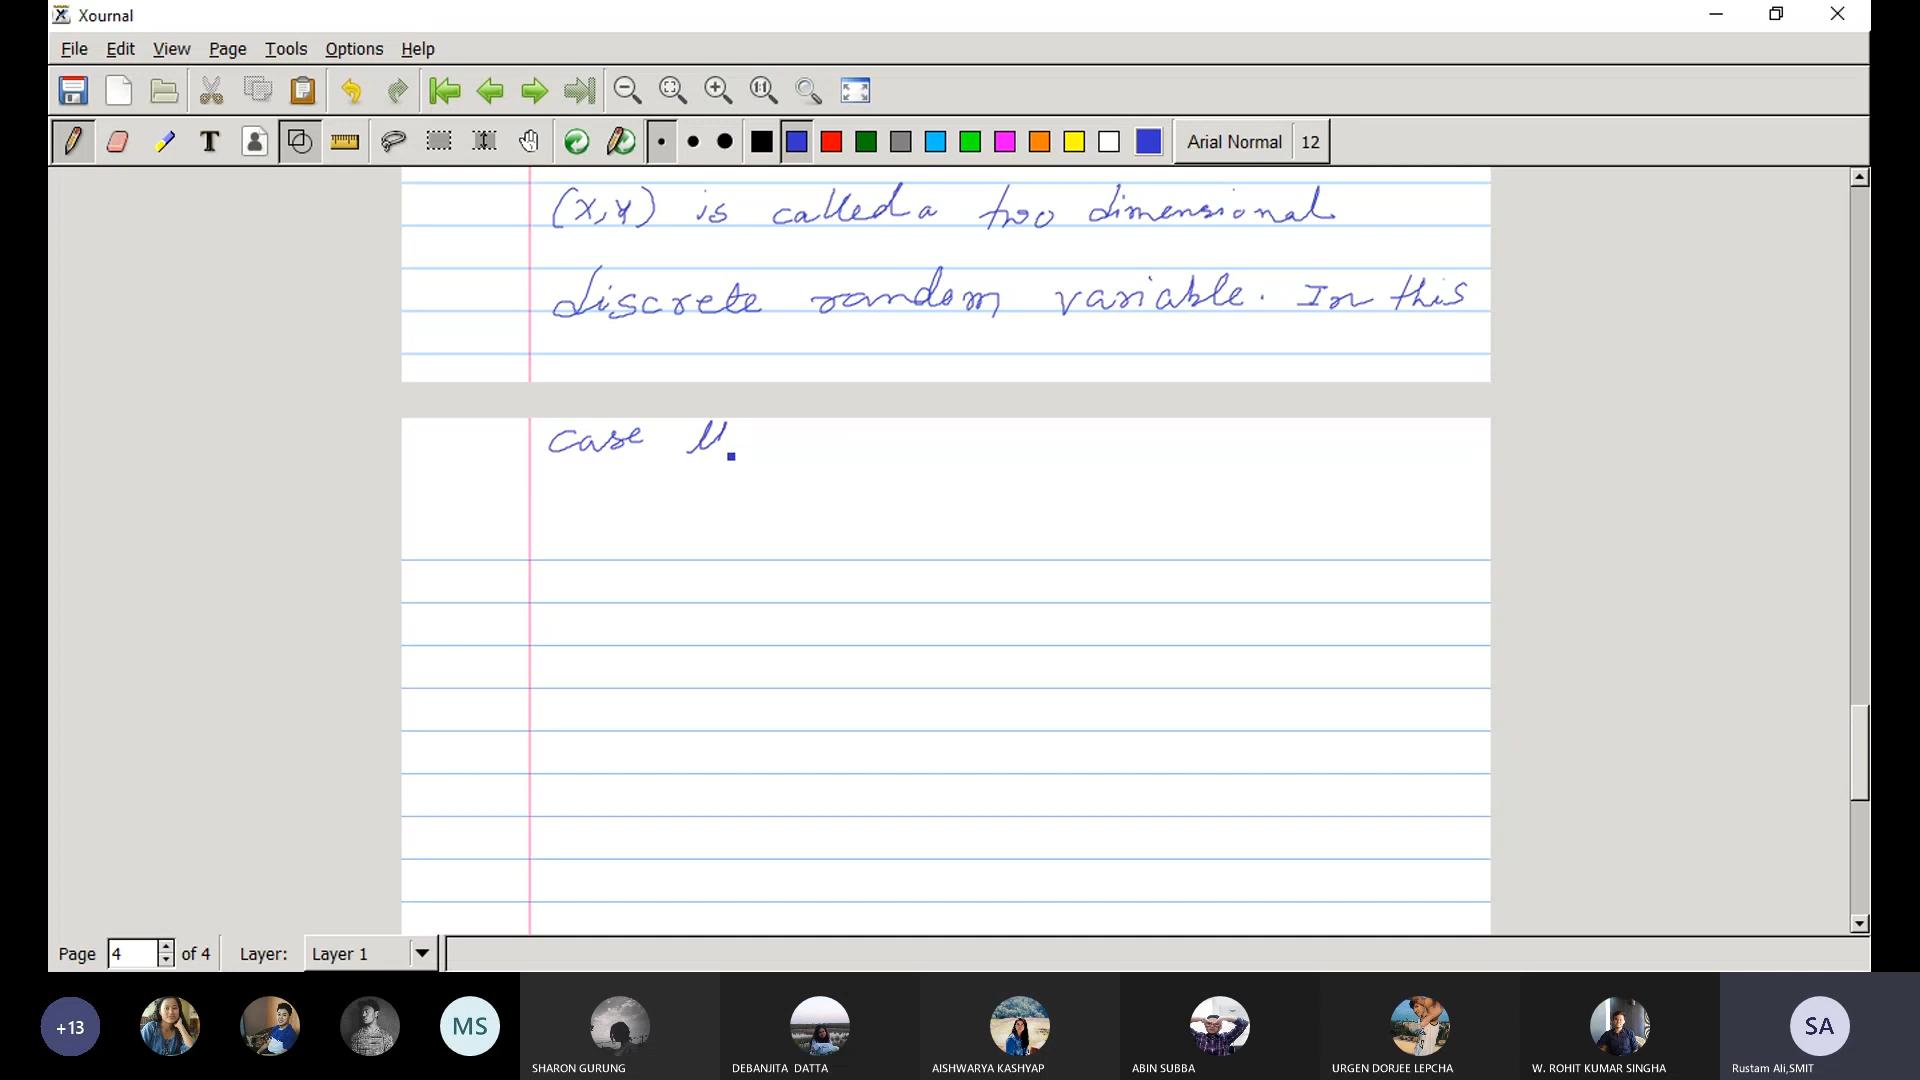 Xournal
File Edit View Page Tools Options Help
Arial Normal 12
(X,Y) is called a two dimensional
discrete random variable. In this
case
Page 4 of 4 Layer: Layer 1
+13
MS
SA
SHARON GURUNG
DEBANJITA DATTA
AISHWARYA KASHYAP
ABIN SUBBA
URGEN DORJEE LEPCHA
W. ROHIT KUMAR SINGHA
Rustam Ali,SMIT